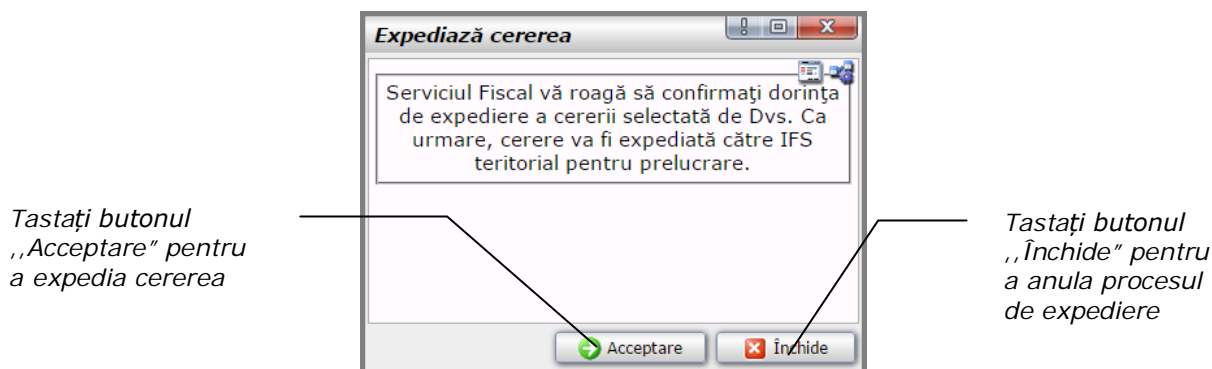 Expediază cererea
Serviciul Fiscal vă roagă să confirmaţi dorinţa
de expediere a cererii selectată de Dvs. Ca
urmare, cerere va fi expediată către IFS
teritorial pentru prelucrare.
Tastați butonul
,,Acceptare” pentru
a expedia cererea
Tastați butonul
,,Închide” pentru
a anula procesul
de expediere
Acceptare
Închide